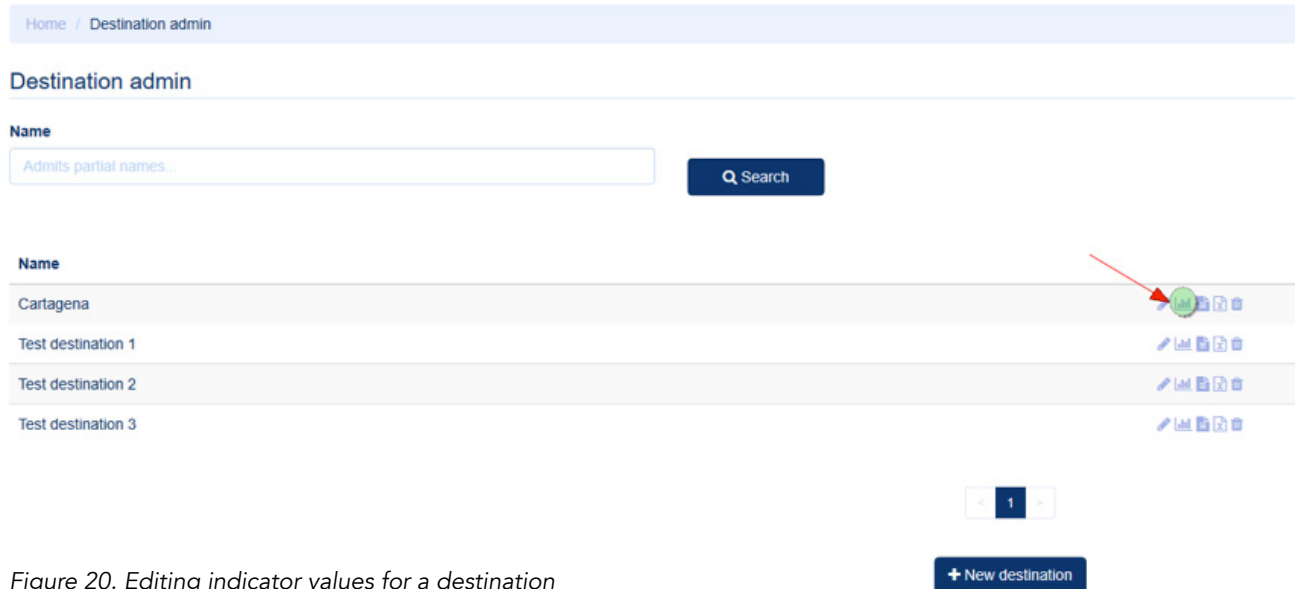 Home / Destination admin
Destination admin
Name
Admits partial names...
Search
Name
Cartagena
Test destination 1
Test destination 2
Test destination 3
< 1 >
+ New destination
Figure 20. Editing indicator values for a destination